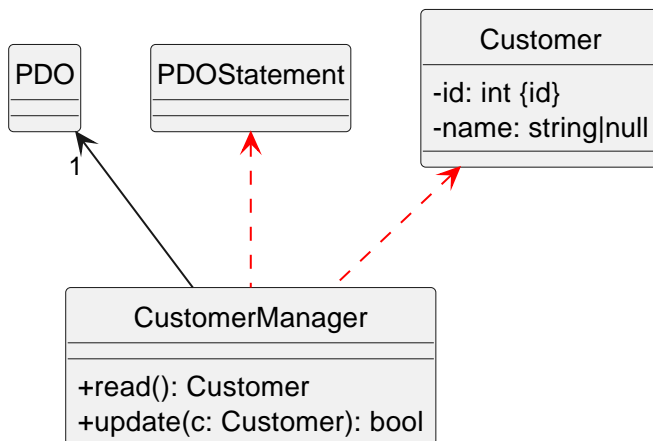 PDO
PDOStatement
Customer
-id: int {id}
-name: string|null
1
CustomerManager
+read(): Customer
+update(c: Customer): bool